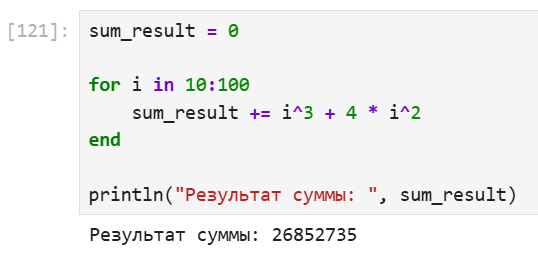 [121]: sum_result = 0
for i in 10:100
sum_result += i^3 + 4 * i^2
end
println("Результат суммы: ", sum_result)
Результат суммы: 26852735